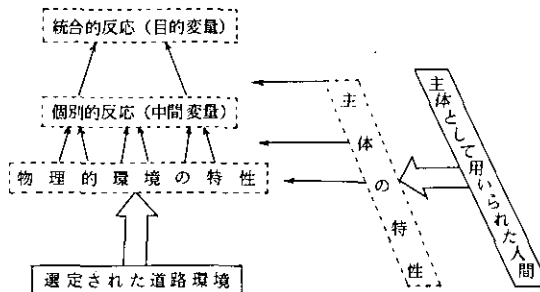 統合的反応（目的変量）
個別的反応（中間変量）
物理的環境の特性
選定された道路環境
主体の特性
主体として用いられた人間